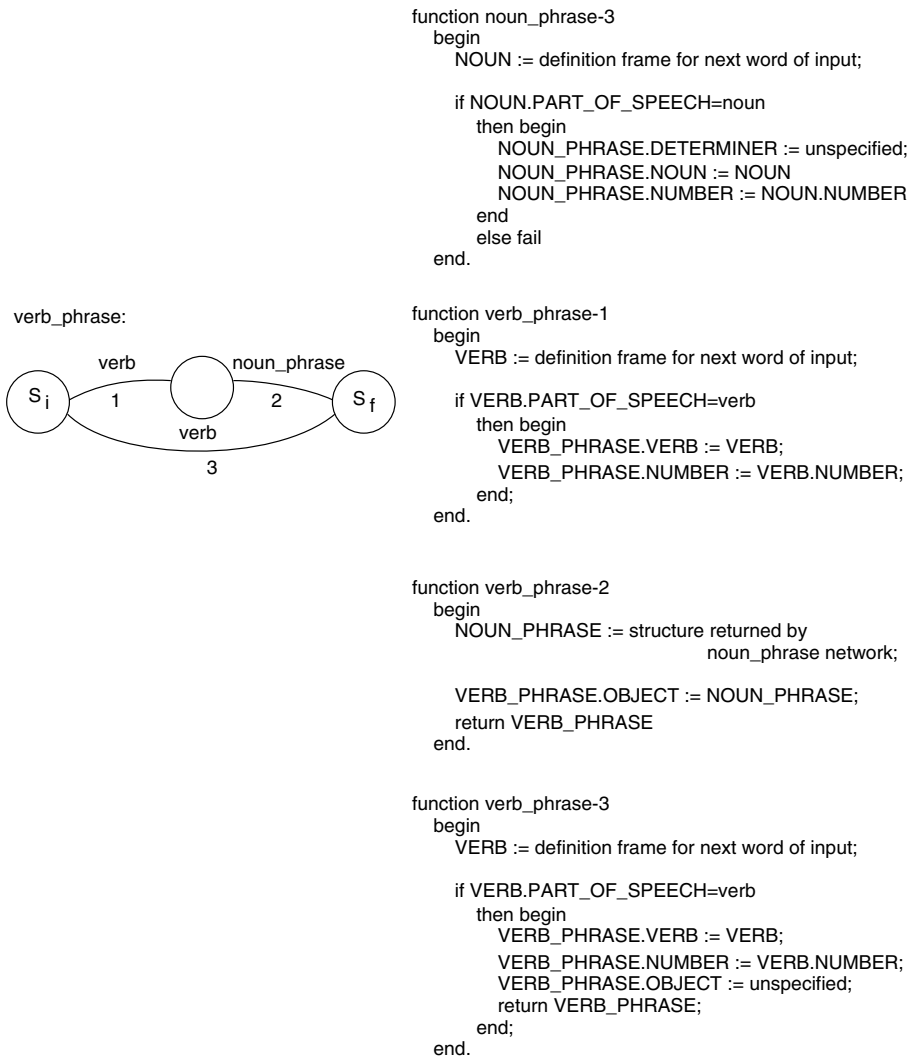 function noun_phrase-3
begin
NOUN := definition frame for next word of input;
if NOUN.PART_OF_SPEECH=noun
then begin
NOUN_PHRASE.DETERMINER := unspecified;
NOUN_PHRASE.NOUN := NOUN
NOUN_PHRASE.NUMBER := NOUN.NUMBER
end
else fail
end.
verb_phrase:
verb
noun_phrase
S i
1
2
S f
verb
3
function verb_phrase-1
begin
VERB := definition frame for next word of input;
if VERB.PART_OF_SPEECH=verb
then begin
VERB_PHRASE.VERB := VERB;
VERB_PHRASE.NUMBER := VERB.NUMBER;
end;
end.
function verb_phrase-2
begin
NOUN_PHRASE := structure returned by
noun_phrase network;
VERB_PHRASE.OBJECT := NOUN_PHRASE;
return VERB_PHRASE
end.
function verb_phrase-3
begin
VERB := definition frame for next word of input;
if VERB.PART_OF_SPEECH=verb
then begin
VERB_PHRASE.VERB := VERB;
VERB_PHRASE.NUMBER := VERB.NUMBER;
VERB_PHRASE.OBJECT := unspecified;
return VERB_PHRASE;
end;
end.